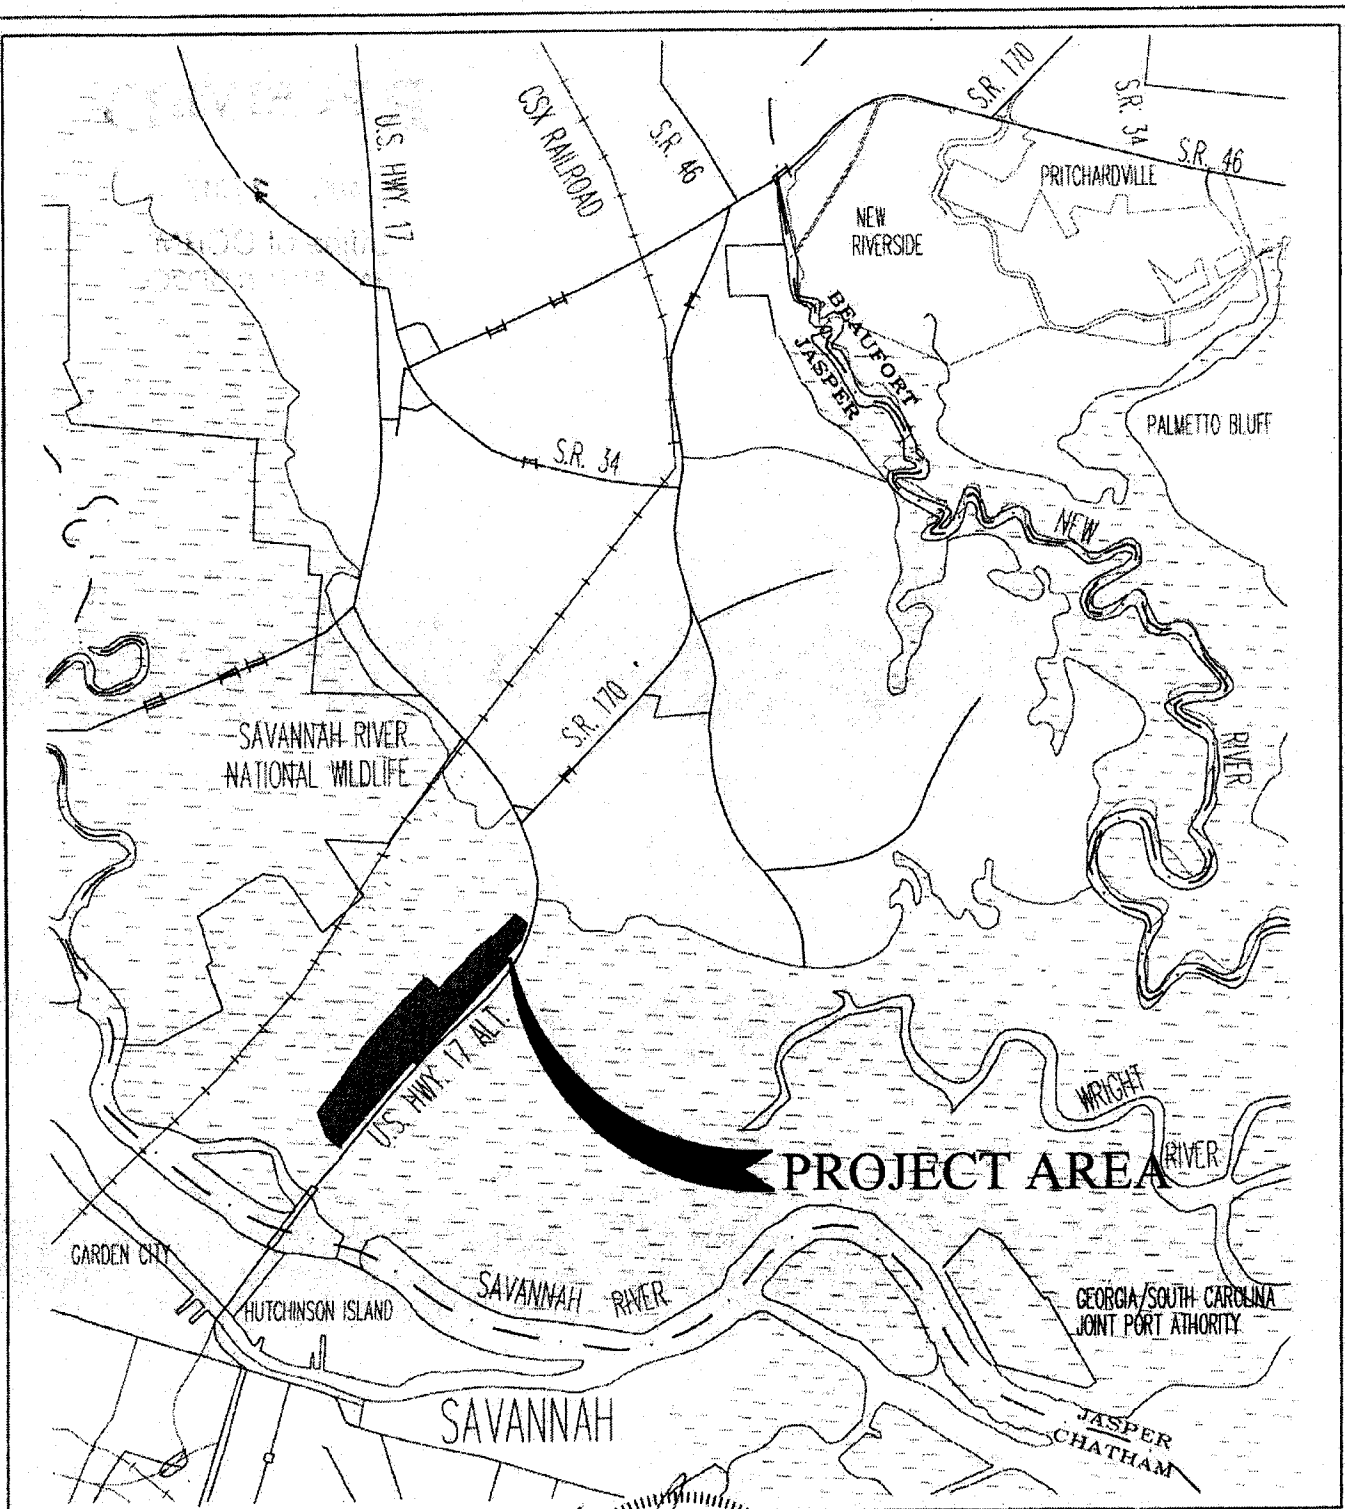 U.S. HWY. 17
CSX RAILROAD
S.R. 46
S.R. 170
S.R. 34
S.R. 46
PRITCHARDVILLE
NEW
RIVERSIDE
BEAUFORT
JASPER
PALMETTO BLUFF
S.R. 34
NEW
RIVER
S.R. 170
SAVANNAH RIVER
NATIONAL WILDLIFE
U.S. HWY. 17 ALT.
WRIGHT
RIVER
PROJECT AREA
GARDEN CITY
HUTCHINSON ISLAND
SAVANNAH RIVER
GEORGIA/SOUTH CAROLINA
JOINT PORT ATHORITY
SAVANNAH
JASPER
CHATHAM